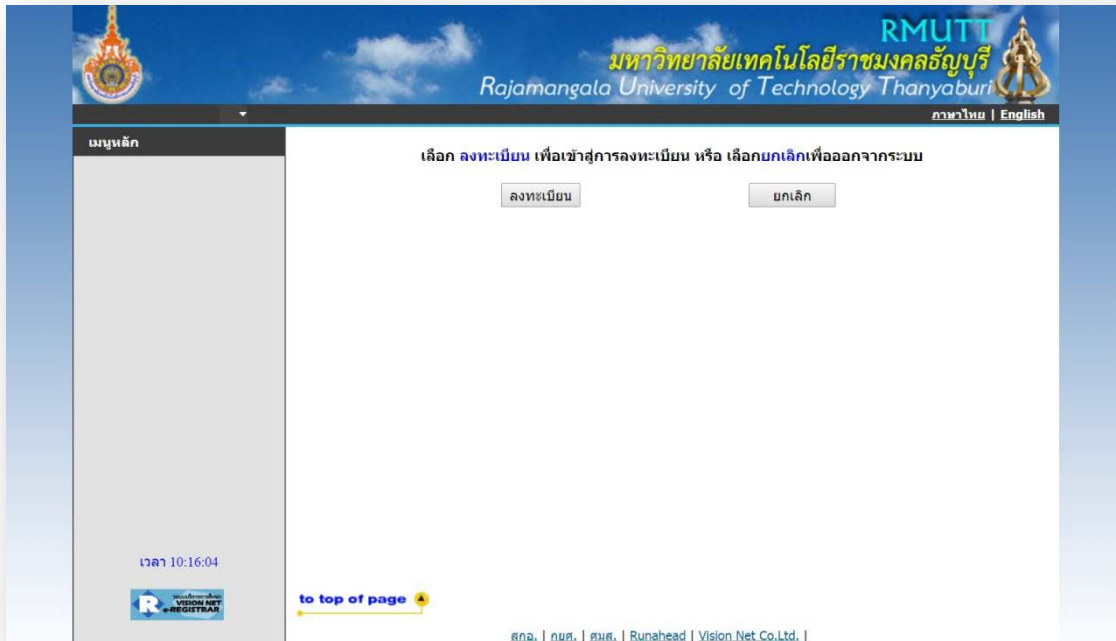 RMUTT
มหาวิทยาลัยเทคโนโลยีราชมงคลธัญบุรี
Rajamangala University of Technology Thanyaburi
ภาษาไทย | English
เมนูหลัก
เลือก ลงทะเบียน เพื่อเข้าสู่การลงทะเบียน หรือ เลือกยกเลิกเพื่อออกจากระบบ
ลงทะเบียน ยกเลิก
เวลา 10:16:04
VISION NET
e-REGISTRAR
to top of page
สกอ. | กยศ. | ศมส. | Runahead | Vision Net Co.Ltd. |